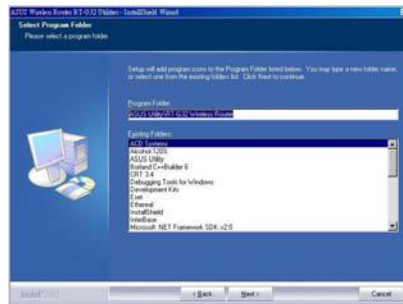 ASUS Wireless Router RT-G32 Utilities - InstallShield Wizard
Select Program Folder
Please select a program folder.
Setup will add program icons to the Program Folder listed below. You may type a new folder name, or select one from the existing folders list. Click Next to continue.
Program Folder:
ASUS Utility\RT-G32 Wireless Router
Existing Folders:
ACD Systems
Alcohol 120%
ASUS Utility
Borland C++Builder 6
CRT 3.4
Debugging Tools for Windows
Development Kits
Eset
Ethereal
InstallShield
InterBase
Microsoft .NET Framework SDK v2.0
InstallShield
< Back
Next >
Cancel